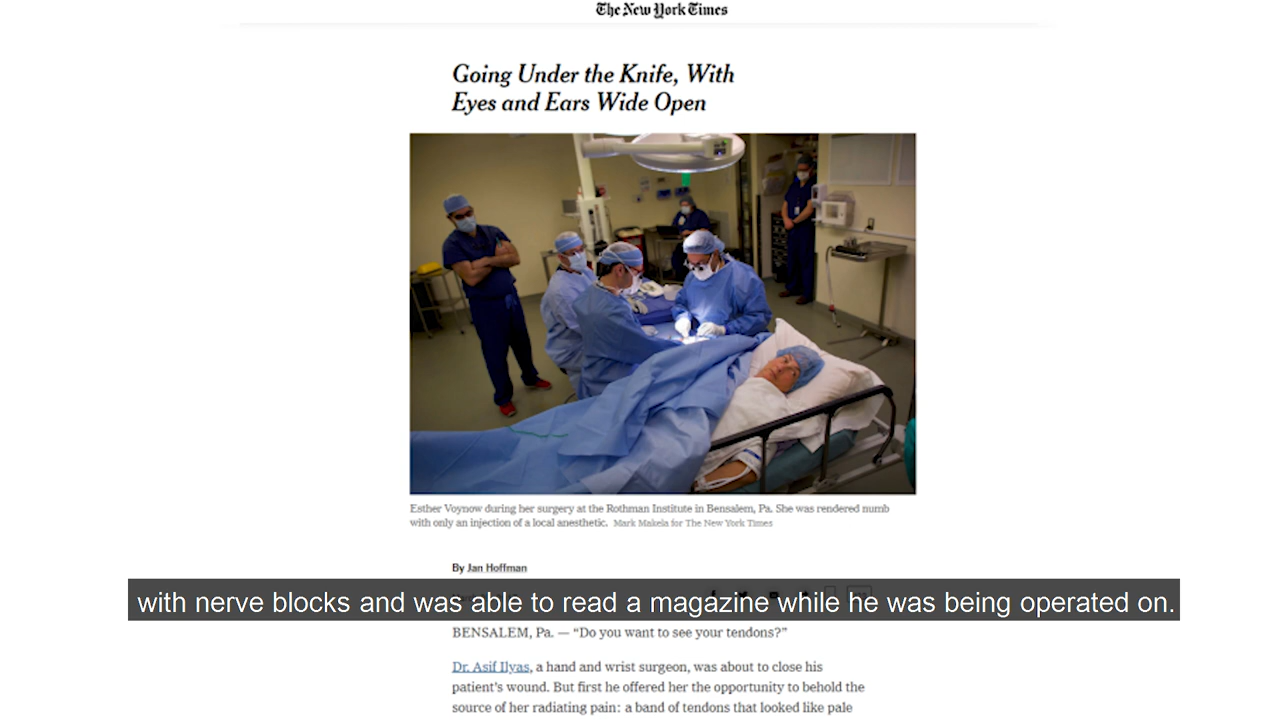 The New York Times
Going Under the Knife, With
Eyes and Ears Wide Open
Esther Voynow during her surgery at the Rothman Institute in Bensalem, Pa. She was rendered numb
with only an injection of a local anesthetic. Mark Makela for The New York Times
By Jan Hoffman
with nerve blocks and was able to read a magazine while he was being operated on.
BENSALEM, Pa. — “Do you want to see your tendons?”
Dr. Asif Ilyas, a hand and wrist surgeon, was about to close his
patient’s wound. But first he offered her the opportunity to behold the
source of her radiating pain: a band of tendons that looked like pale